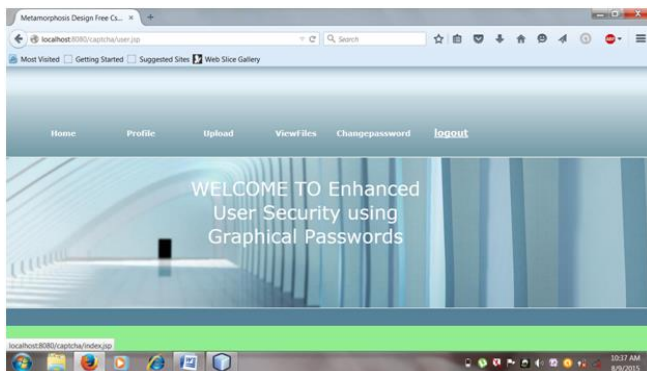 Metamorphosis Design Free Cs...
localhost:8080/captcha/user.jsp
Search
Most Visited Getting Started Suggested Sites Web Slice Gallery
Home Profile Upload ViewFiles Changepassword logout
WELCOME TO Enhanced
User Security using
Graphical Passwords
localhost:8080/captcha/index.jsp
10:37 AM
8/9/2015